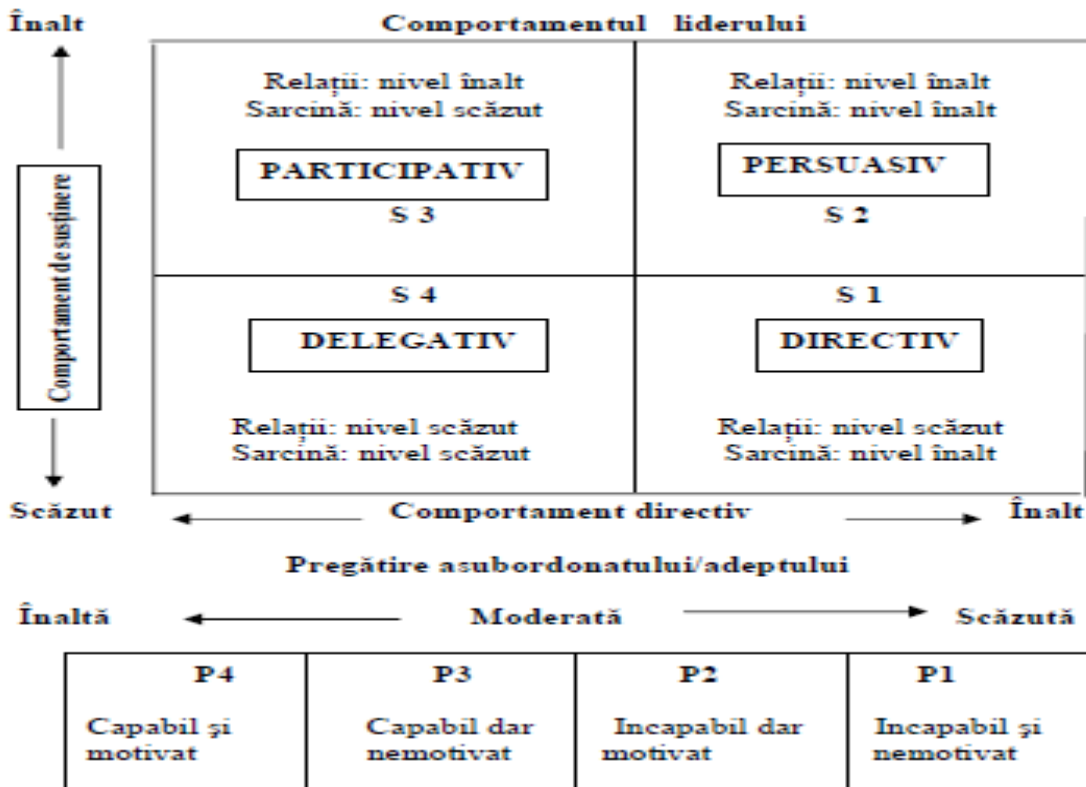 Înalt
Comportamentul liderului
Relații: nivel înalt
Sarcină: nivel scăzut
PARTICIPATIV
S 3
Relații: nivel înalt
Sarcină: nivel înalt
PERSUASIV
S 2
Comportament de susținere
S 4
DELEGATIV
Relații: nivel scăzut
Sarcină: nivel scăzut
S 1
DIRECTIV
Relații: nivel scăzut
Sarcină: nivel înalt
Scăzut
Comportament directiv
Înalt
Pregătire asubordonatului/adeptului
Înaltă
Moderată
Scăzută
P4
Capabil și
motivat
P3
Capabil dar
nemotivat
P2
Incapabil dar
motivat
P1
Incapabil și
nemotivat